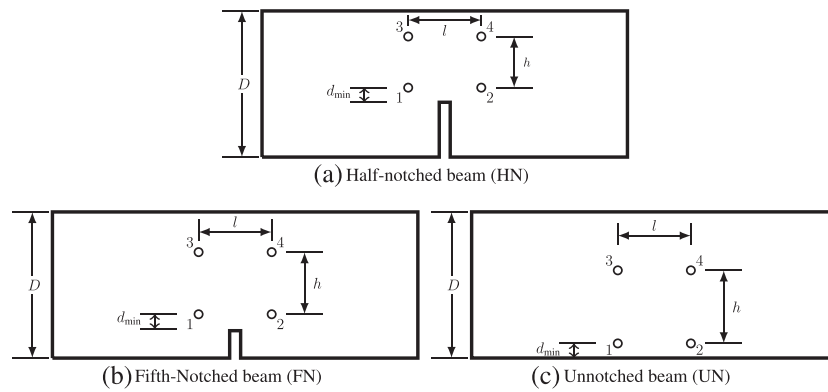 3 l 4
D h
d_min
1 2
(a) Half-notched beam (HN)
3 l 4
D h
d_min
1 2
(b) Fifth-Notched beam (FN)
l
3 4
D h
d_min 1 2
(c) Unnotched beam (UN)